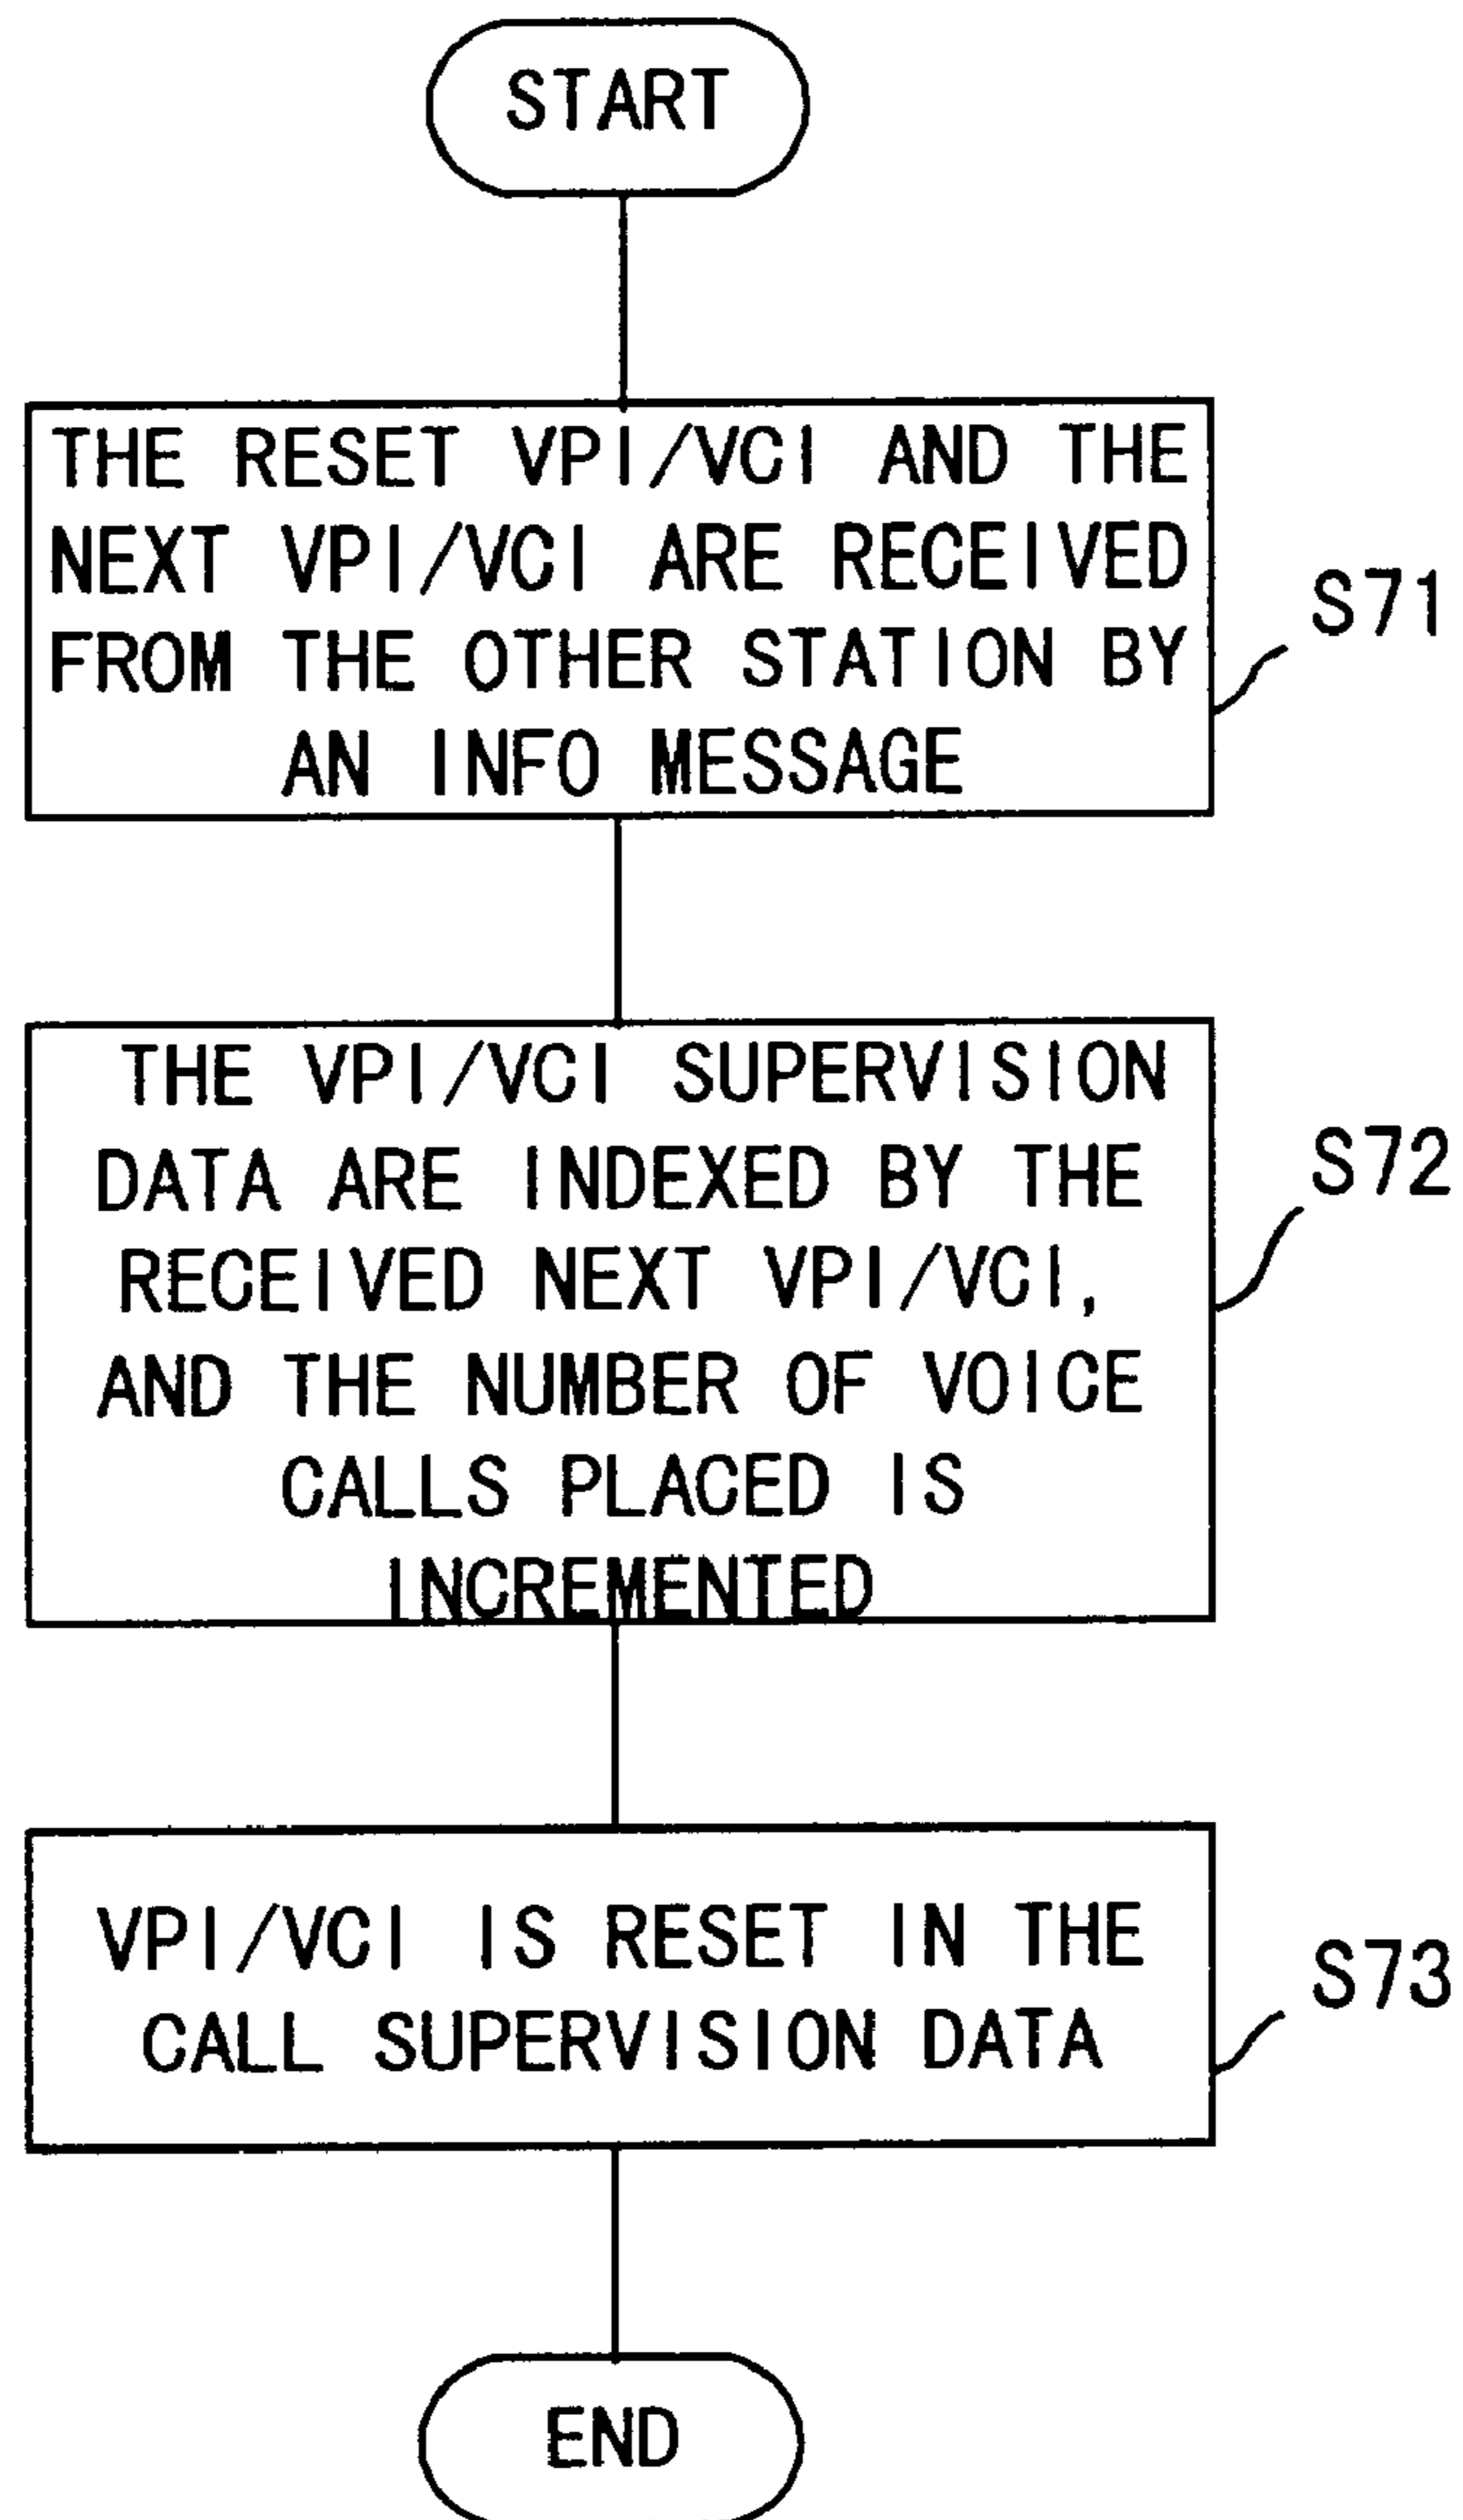 START
THE RESET VPI/VCI AND THE
NEXT VPI/VCI ARE RECEIVED
FROM THE OTHER STATION BY
AN INFO MESSAGE
S71
THE VPI/VCI SUPERVISION
DATA ARE INDEXED BY THE
RECEIVED NEXT VPI/VCI,
AND THE NUMBER OF VOICE
CALLS PLACED IS
INCREMENTED
S72
VPI/VCI IS RESET IN THE
CALL SUPERVISION DATA
S73
END